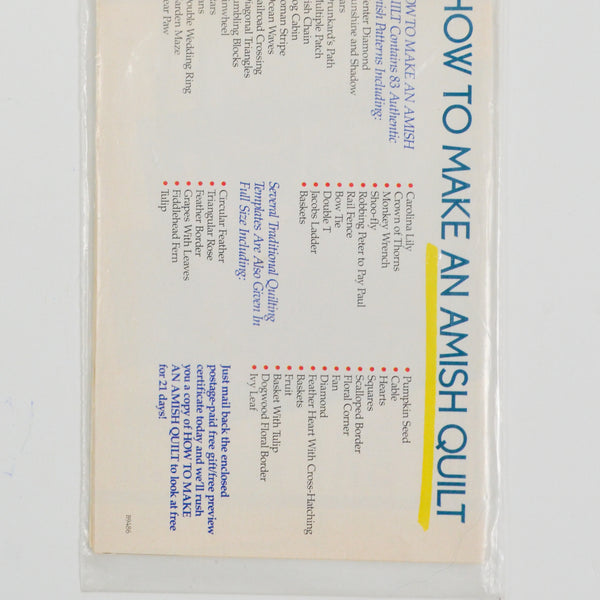 HOW TO MAKE AN AMISH QUILT
HOW TO MAKE AN AMISH
Contains 83 Authentic
Patterns Including:
Center Diamond
Sunshine and Shadow
Drunkard's Path
Multiple Patch
Chain
Cabin
Roman Stripe
Ocean Waves
Railroad Crossing
Diagonal Triangles
Tumbling Blocks
Pinwheel
Double Wedding Ring
Garden Maze
Bear Paw
• Carolina Lily
• Crown of Thorns
• Monkey Wrench
• Shoo-fly
• Robbing Peter to Pay Paul
• Rail Fence
• Bow Tie
• Double T
• Jacobs Ladder
• Baskets
Several Traditional Quilting
Templates Are Also Given In
Full Size Including:
• Circular Feather
• Triangular Rose
• Feather Border
• Grapes With Leaves
• Fiddlehead Fern
• Tulip
• Pumpkin Seed
• Cable
• Hearts
• Squares
• Scalloped Border
• Floral Corner
• Fan
• Diamond
• Feather Heart With Cross-Hatching
• Baskets
• Fruit
• Basket With Tulip
• Dogwood Floral Border
• Ivy Leaf
Just mail back the enclosed
postage-paid free gift/free preview
certificate today and we'll rush
you a copy of HOW TO MAKE
AN AMISH QUILT to look at free
for 21 days!
B9486